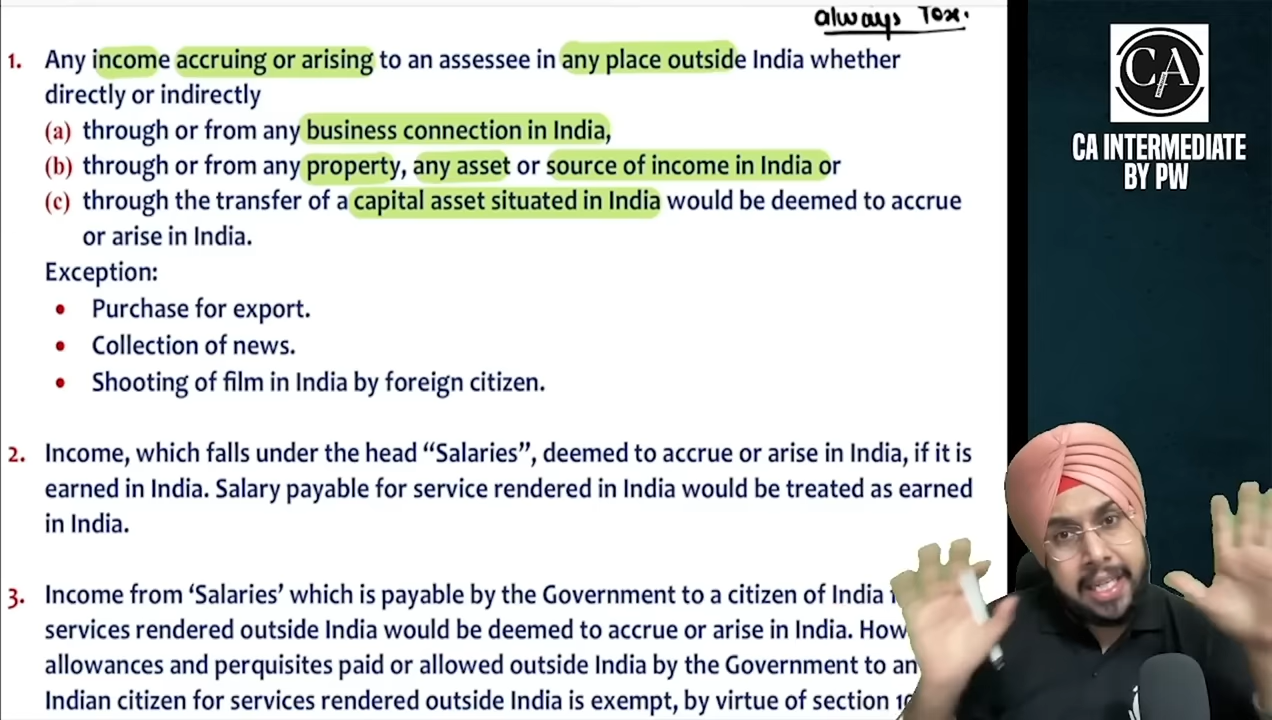 always Tax.
1. Any income accruing or arising to an assessee in any place outside India whether
directly or indirectly
(a) through or from any business connection in India,
(b) through or from any property, any asset or source of income in India or
(c) through the transfer of a capital asset situated in India would be deemed to accrue
or arise in India.
Exception:
• Purchase for export.
• Collection of news.
• Shooting of film in India by foreign citizen.
2. Income, which falls under the head “Salaries”, deemed to accrue or arise in India, if it is
earned in India. Salary payable for service rendered in India would be treated as earned
in India.
3. Income from ‘Salaries’ which is payable by the Government to a citizen of India
services rendered outside India would be deemed to accrue or arise in India. How
allowances and perquisites paid or allowed outside India by the Government to an
Indian citizen for services rendered outside India is exempt, by virtue of section
CA
CA INTERMEDIATE
BY PW